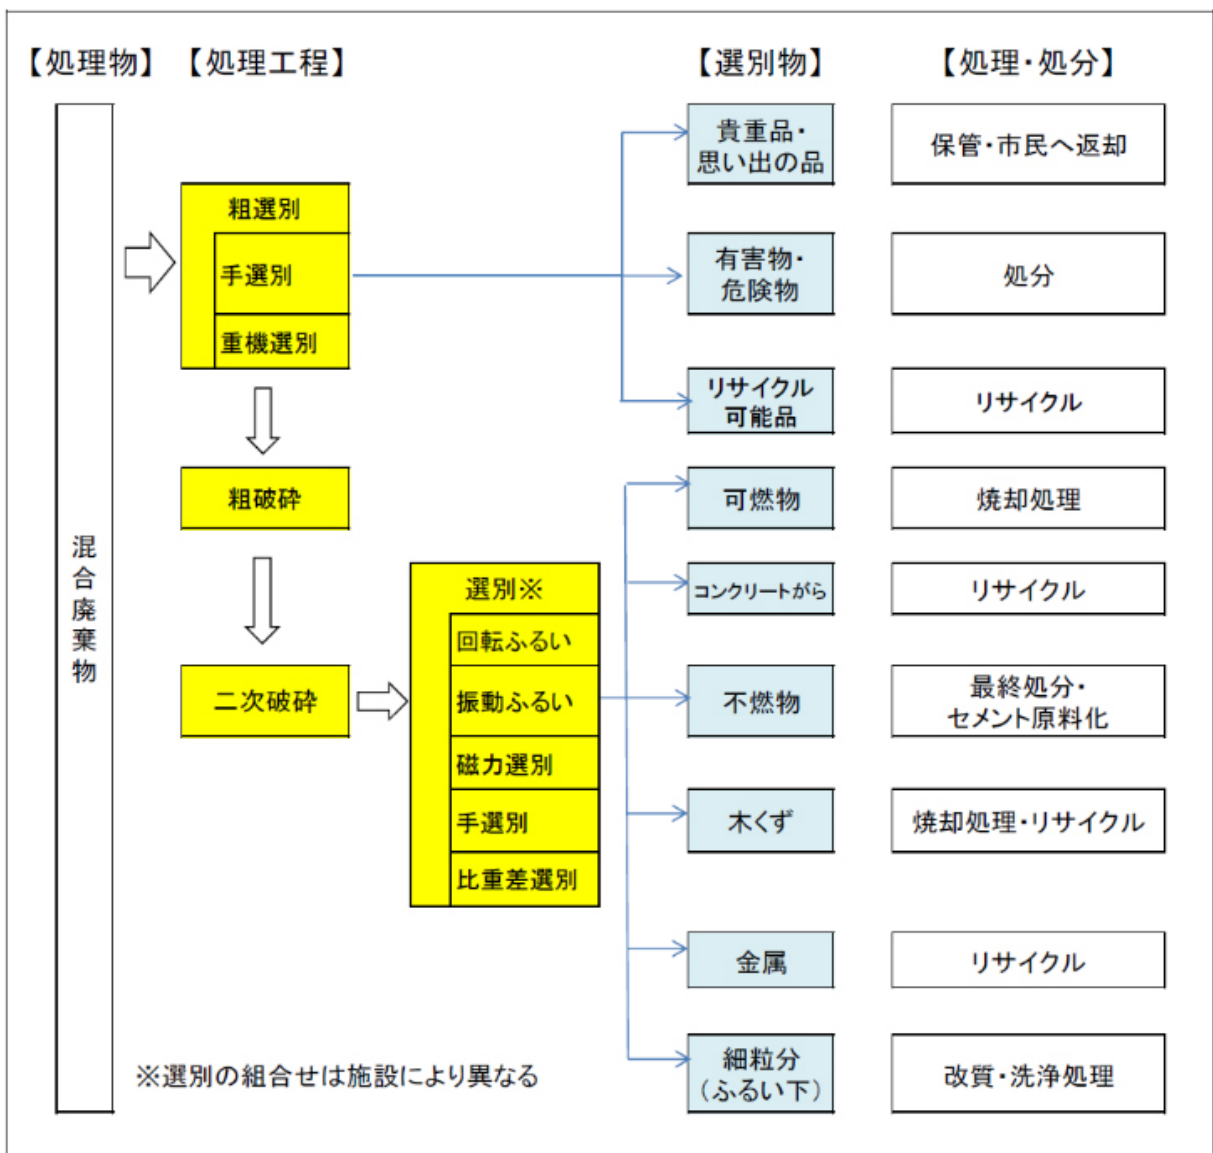 【処理物】
【処理工程】
【選別物】
【処理・処分】
混合廃棄物
粗選別
手選別
重機選別
粗破砕
二次破砕
選別※
回転ふるい
振動ふるい
磁力選別
手選別
比重差選別
貴重品・
思い出の品
保管・市民へ返却
有害物・
危険物
処分
リサイクル
可能品
リサイクル
可燃物
焼却処理
コンクリートがら
リサイクル
不燃物
最終処分・
セメント原料化
木くず
焼却処理・リサイクル
金属
リサイクル
細粒分
（ふるい下）
改質・洗浄処理
※選別の組合せは施設により異なる